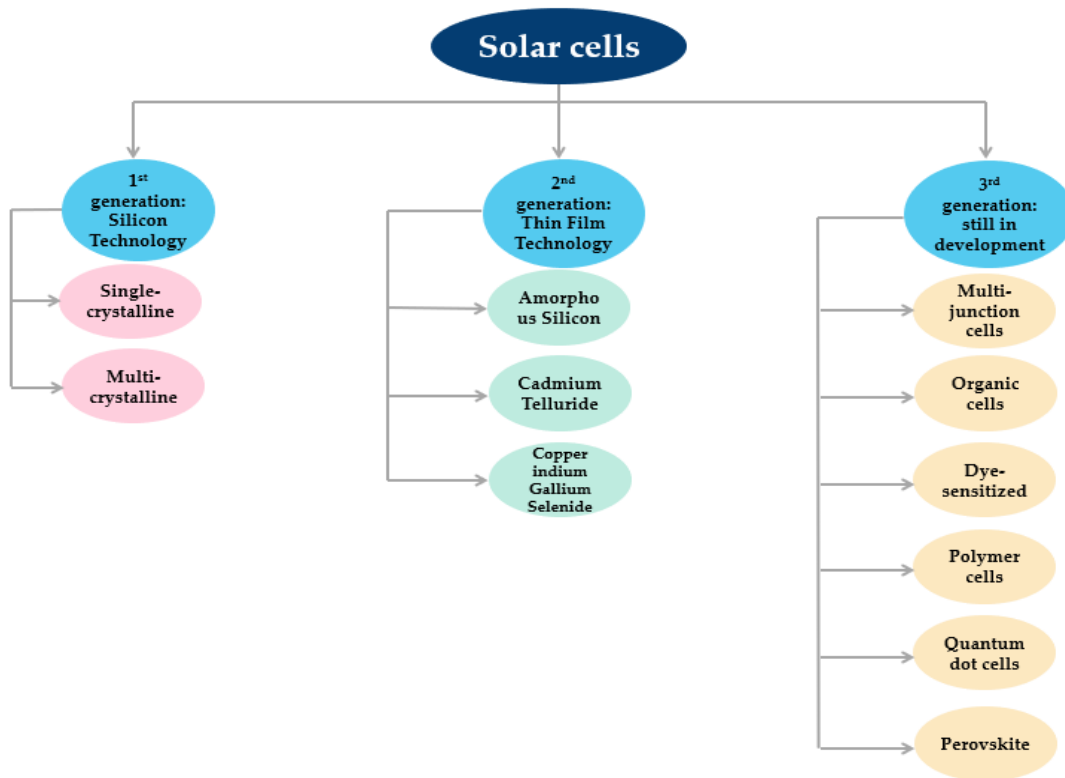 Solar cells
1st
generation:
Silicon
Technology
Single-
crystalline
Multi-
crystalline
2nd
generation:
Thin Film
Technology
Amorpho
us Silicon
Cadmium
Telluride
Copper
indium
Gallium
Selenide
3rd
generation:
still in
development
Multi-
junction
cells
Organic
cells
Dye-
sensitized
Polymer
cells
Quantum
dot cells
Perovskite